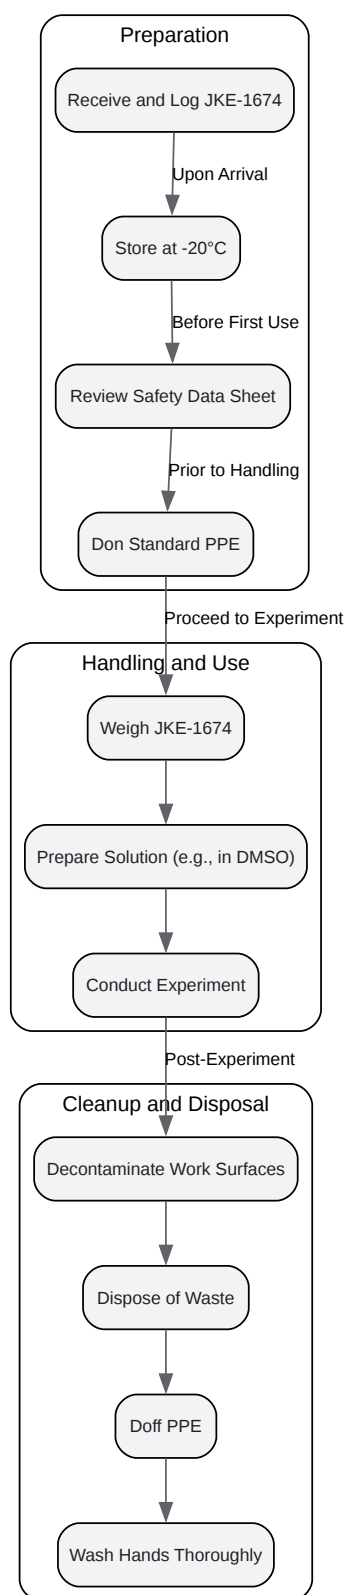 Preparation
Receive and Log JKE-1674
Upon Arrival
Store at -20°C
Before First Use
Review Safety Data Sheet
Prior to Handling
Don Standard PPE
Proceed to Experiment
Handling and Use
Weigh JKE-1674
Prepare Solution (e.g., in DMSO)
Conduct Experiment
Post-Experiment
Cleanup and Disposal
Decontaminate Work Surfaces
Dispose of Waste
Doff PPE
Wash Hands Thoroughly